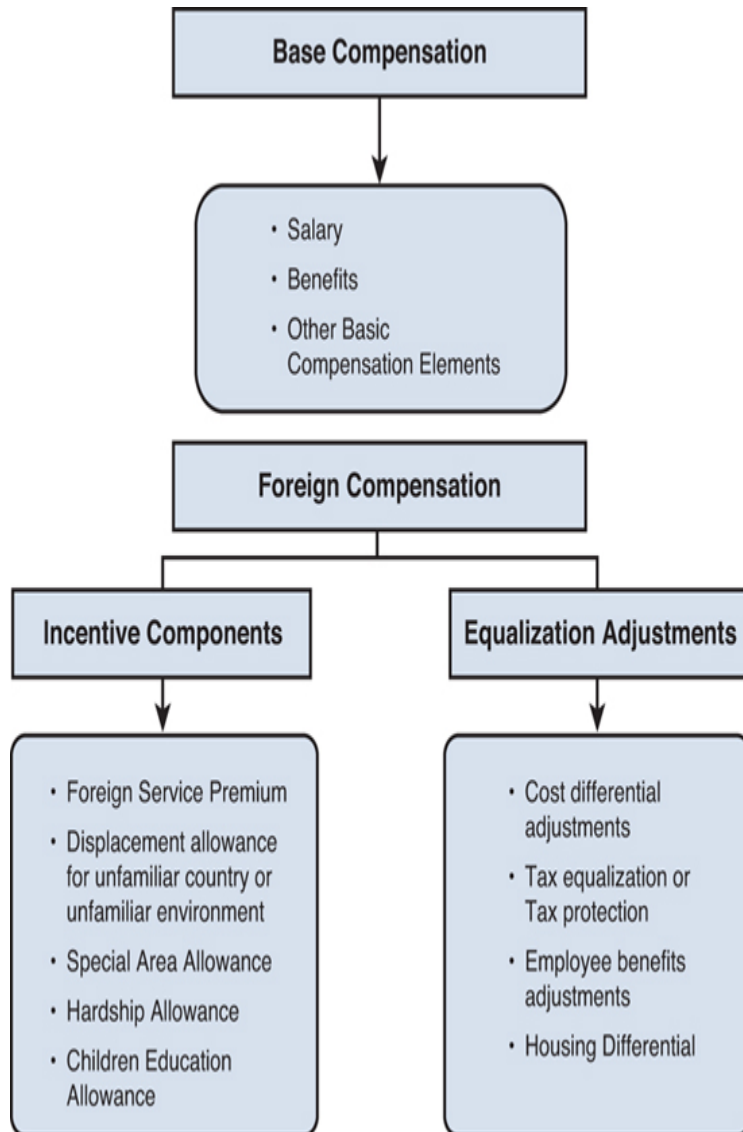 Base Compensation
• Salary
• Benefits
• Other Basic
Compensation Elements
Foreign Compensation
Incentive Components
• Foreign Service Premium
• Displacement allowance
for unfamiliar country or
unfamiliar environment
• Special Area Allowance
• Hardship Allowance
• Children Education
Allowance
Equalization Adjustments
• Cost differential
adjustments
• Tax equalization or
Tax protection
• Employee benefits
adjustments
• Housing Differential